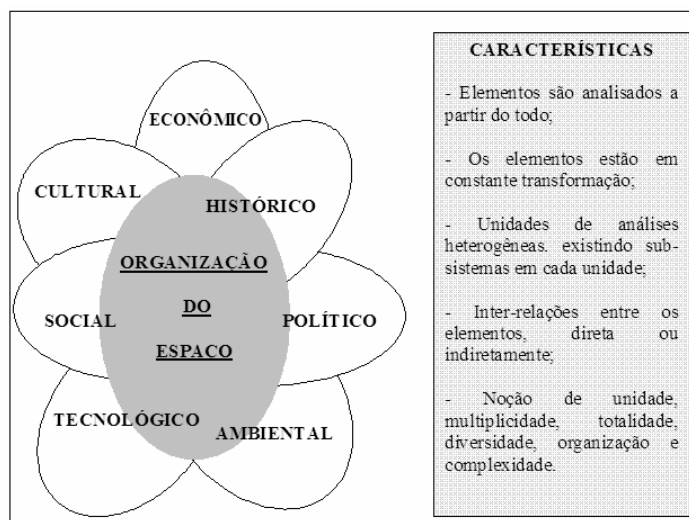 ECONÔMICO
CULTURAL
HISTÓRICO
ORGANIZAÇÃO
DO
ESPACO
SOCIAL
POLÍTICO
TECNOLÓGICO
AMBIENTAL
CARACTERÍSTICAS
- Elementos são analisados a
partir do todo;
- Os elementos estão em
constante transformação;
- Unidades de análises
heterogêneas. existindo sub-
sistemas em cada unidade;
- Inter-relações entre os
elementos, direta ou
indiretamente;
- Noção de unidade,
multiplicidade, totalidade,
diversidade, organização e
complexidade.